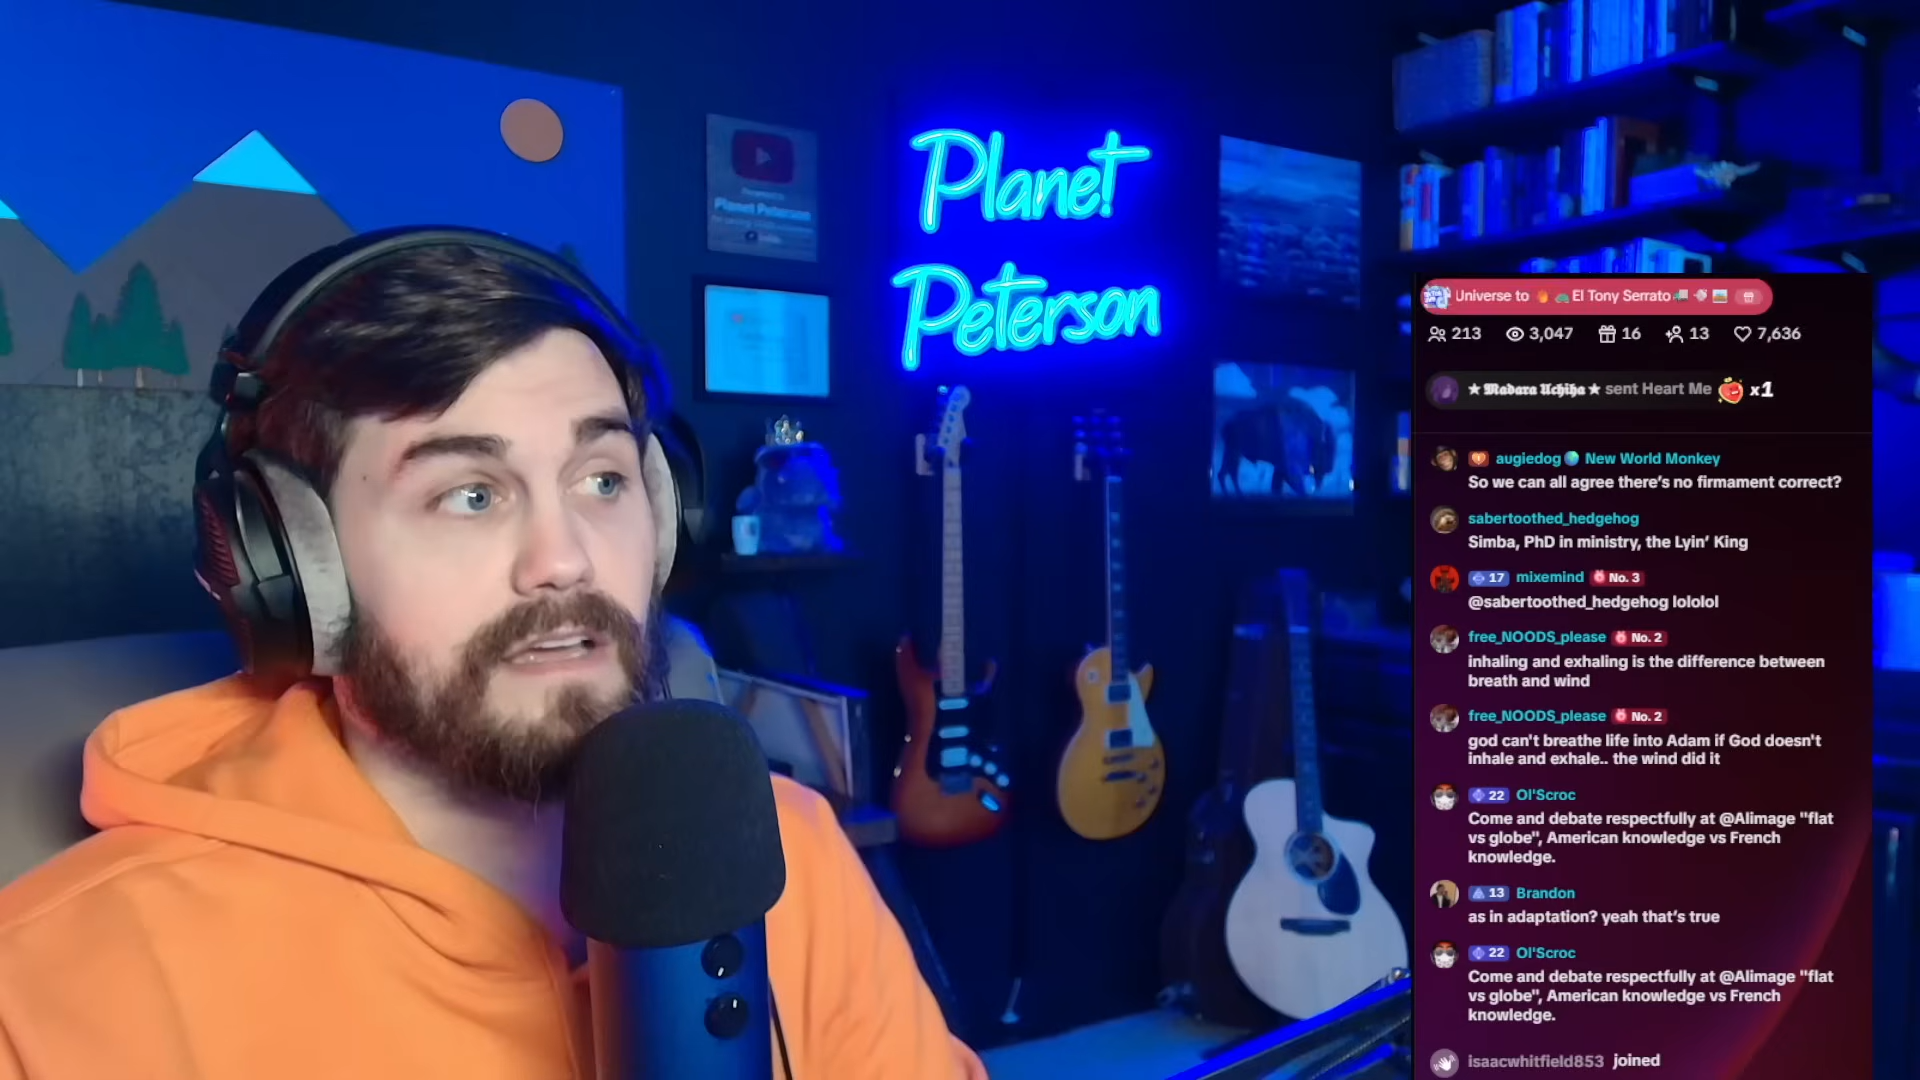 Planet
Peterson
Planet Peterson
Universe to El Tony Serrato
213 3,047 16 13 7,636
★ 𝕸𝖆𝖉𝖆𝖗𝖆 𝖀𝖈𝖍𝖎𝖍𝖆 ★ sent Heart Me x1
augiedog New World Monkey
So we can all agree there's no firmament correct?
sabertoothed_hedgehog
Simba, PhD in ministry, the Lyin' King
17 mixemind No. 3
@sabertoothed_hedgehog lololol
free_NOODS_please No. 2
inhaling and exhaling is the difference between
breath and wind
free_NOODS_please No. 2
god can't breathe life into Adam if God doesn't
inhale and exhale.. the wind did it
22 Ol'Scroc
Come and debate respectfully at @Alimage "flat
vs globe", American knowledge vs French
knowledge.
13 Brandon
as in adaptation? yeah that's true
22 Ol'Scroc
Come and debate respectfully at @Alimage "flat
vs globe", American knowledge vs French
knowledge.
isaacwhitfield853 joined